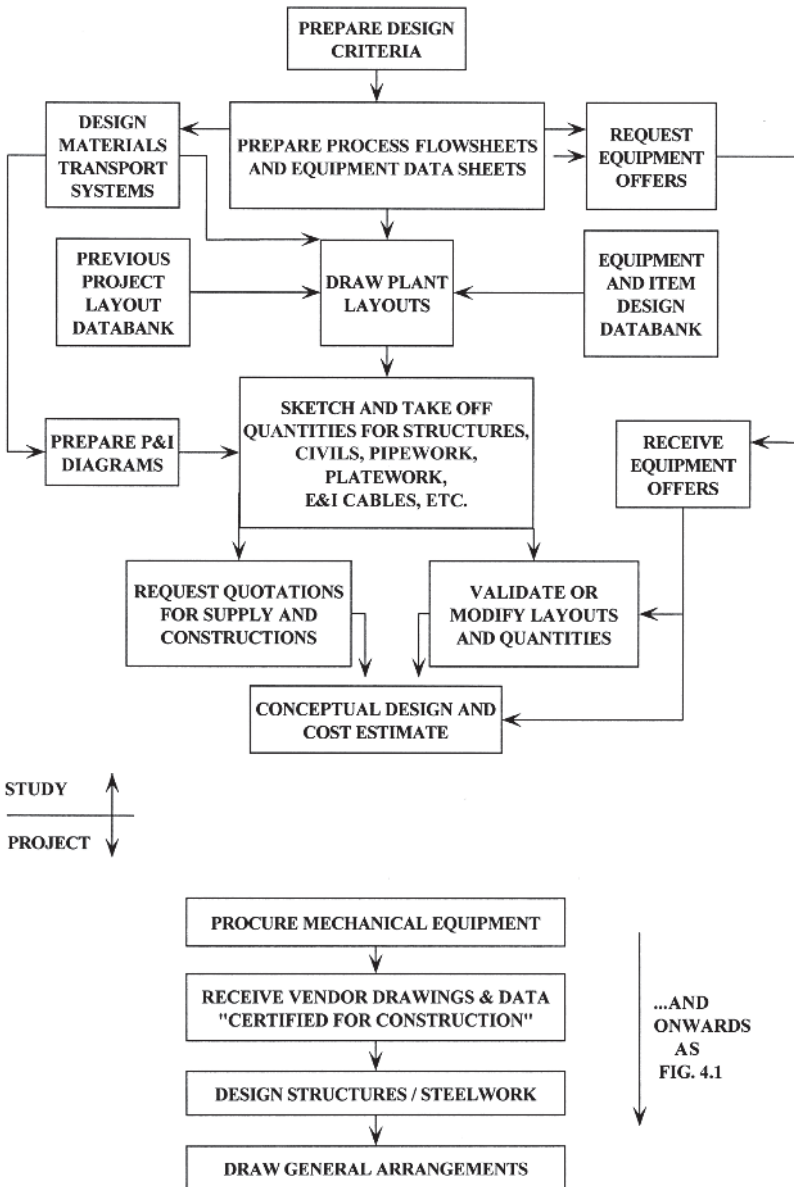 PREPARE DESIGN
CRITERIA
DESIGN
MATERIALS
TRANSPORT
SYSTEMS
PREPARE PROCESS FLOWSHEETS
AND EQUIPMENT DATA SHEETS
REQUEST
EQUIPMENT
OFFERS
PREVIOUS
PROJECT
LAYOUT
DATABANK
DRAW PLANT
LAYOUTS
EQUIPMENT
AND ITEM
DESIGN
DATABANK
PREPARE P&I
DIAGRAMS
SKETCH AND TAKE OFF
QUANTITIES FOR STRUCTURES,
CIVILS, PIPEWORK,
PLATEWORK,
E&I CABLES, ETC.
RECEIVE
EQUIPMENT
OFFERS
REQUEST QUOTATIONS
FOR SUPPLY AND
CONSTRUCTIONS
VALIDATE OR
MODIFY LAYOUTS
AND QUANTITIES
CONCEPTUAL DESIGN AND
COST ESTIMATE
STUDY
PROJECT
PROCURE MECHANICAL EQUIPMENT
RECEIVE VENDOR DRAWINGS & DATA
"CERTIFIED FOR CONSTRUCTION"
DESIGN STRUCTURES / STEELWORK
DRAW GENERAL ARRANGEMENTS
...AND
ONWARDS
AS
FIG. 4.1